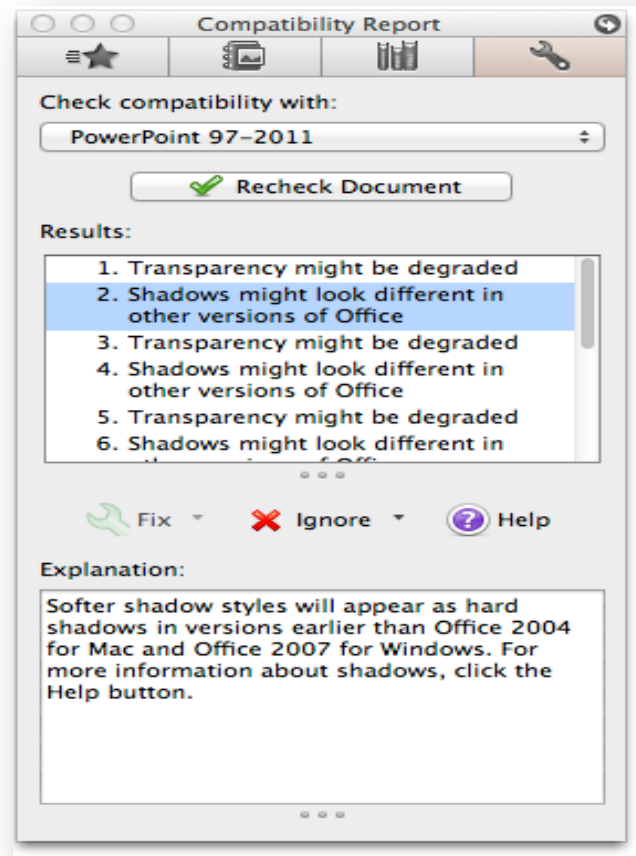 Compatibility Report
Check compatibility with:
PowerPoint 97–2011
Recheck Document
Results:
1. Transparency might be degraded
2. Shadows might look different in
other versions of Office
3. Transparency might be degraded
4. Shadows might look different in
other versions of Office
5. Transparency might be degraded
6. Shadows might look different in
Fix
Ignore
Help
Explanation:
Softer shadow styles will appear as hard
shadows in versions earlier than Office 2004
for Mac and Office 2007 for Windows. For
more information about shadows, click the
Help button.